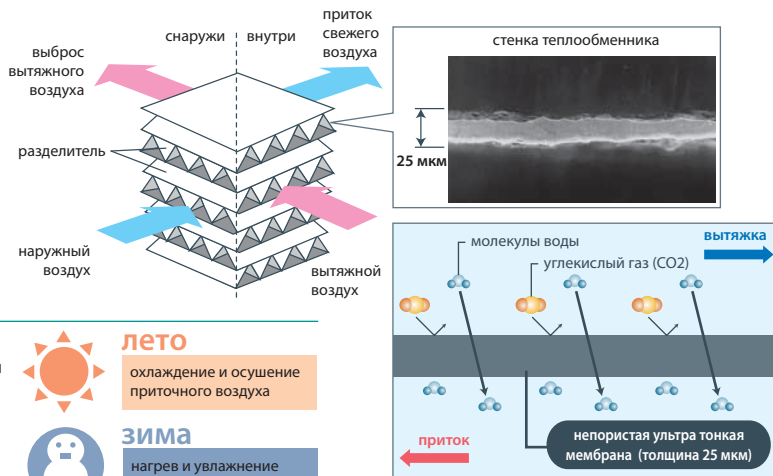 снаружи внутри
приток
свежего
воздуха
выброс
вытяжного
воздуха
разделитель
наружный
воздух
вытяжной
воздух
стенка теплообменника
25 мкм
молекулы воды
углекислый газ (CO2)
вытяжка
приток
непористая ультра тонкая
мембрана (толщина 25 мкм)
лето
охлаждение и осушение
приточного воздуха
зима
нагрев и увлажнение